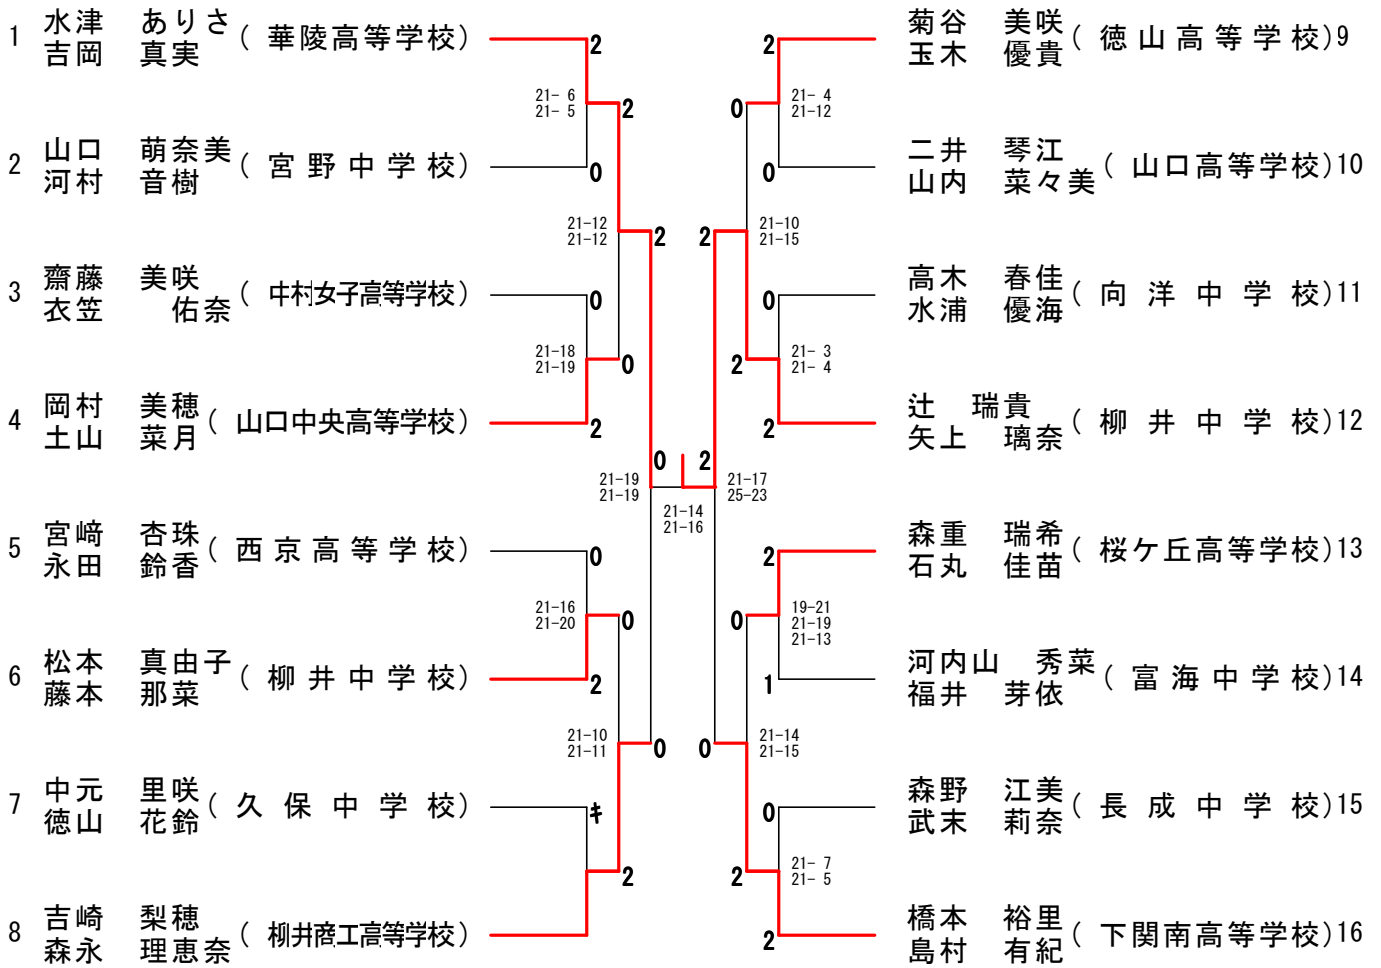 1 水津 ありさ ( 華陵高等学校 )
吉岡 真実
2
21- 6
21- 5
2
2 山口 萌奈美 ( 宮野中学校 )
河村 音樹
0
21-12
21-12
2
3 齋藤 美咲 ( 中村女子高等学校 )
衣笠 佑奈
0
21-18
21-19
0
4 岡村 美穂 ( 山口中央高等学校 )
土山 菜月
2
0
21-19
21-19
5 宮﨑 杏珠 ( 西京高等学校 )
永田 鈴香
0
21-16
21-20
0
6 松本 真由子 ( 柳井中学校 )
藤本 那菜
2
21-10
21-11
0
7 中元 里咲 ( 久保中学校 )
徳山 花鈴
キ
2
8 吉崎 梨穂 ( 柳井商工高等学校 )
森永 理恵奈
21-14
21-16
菊谷 美咲 ( 徳山高等学校 ) 9
玉木 優貴
2
21- 4
21-12
0
二井 琴江 ( 山口高等学校 ) 10
山内 菜々美
0
21-10
21-15
2
高木 春佳 ( 向洋中学校 ) 11
水浦 優海
0
21- 3
21- 4
2
辻 瑞貴 ( 柳井中学校 ) 12
矢上 璃奈
2
2
21-17
25-23
森重 瑞希 ( 桜ケ丘高等学校 ) 13
石丸 佳苗
2
19-21
21-19
21-13
0
河内山 秀菜 ( 富海中学校 ) 14
福井 芽依
1
21-14
21-15
0
森野 江美 ( 長成中学校 ) 15
武末 莉奈
0
21- 7
21- 5
2
橋本 裕里 ( 下関南高等学校 ) 16
島村 有紀
2